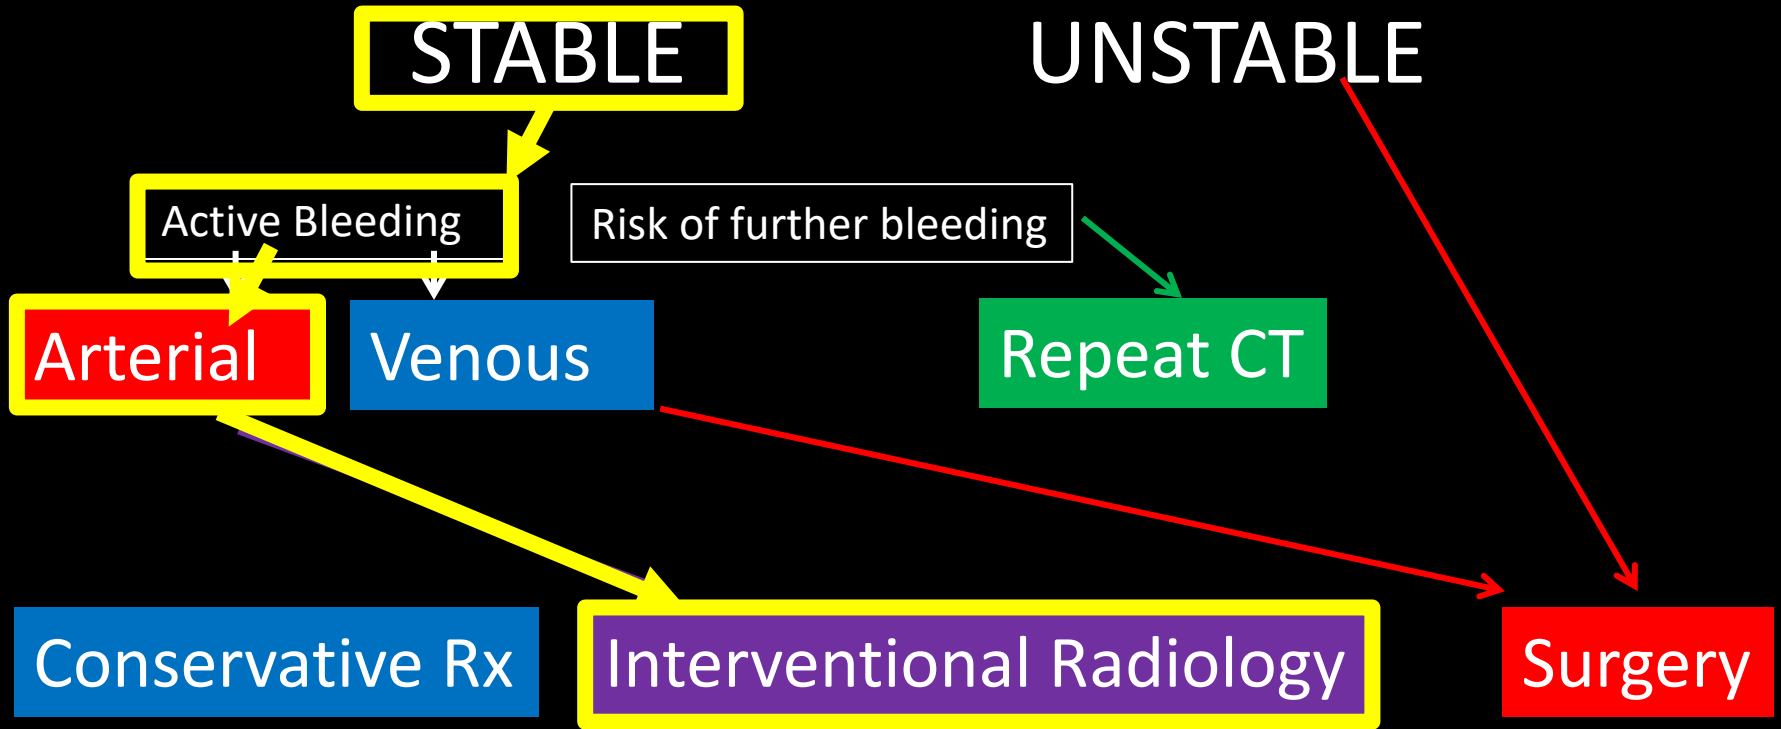 STABLE
UNSTABLE
Active Bleeding
Risk of further bleeding
Arterial
Venous
Repeat CT
Conservative Rx
Interventional Radiology
Surgery